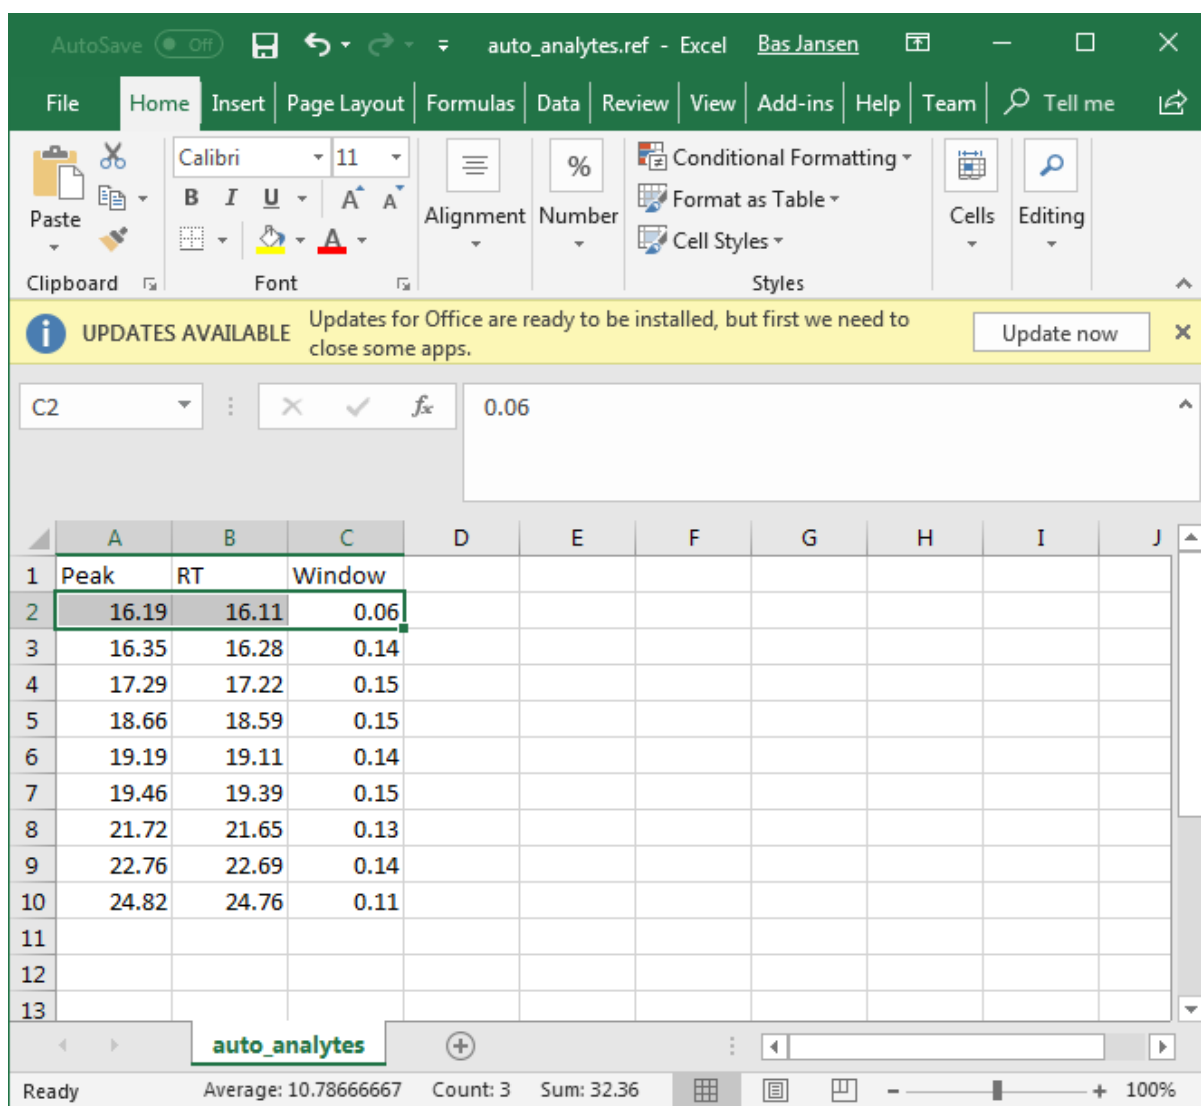 AutoSave Off auto_analytes.ref - Excel Bas Jansen
File Home Insert Page Layout Formulas Data Review View Add-ins Help Team Tell me
Paste
Clipboard
Calibri 11
B I U A A
A
Font
Alignment
%
Number
Conditional Formatting
Format as Table
Cell Styles
Styles
Cells
Editing
UPDATES AVAILABLE Updates for Office are ready to be installed, but first we need to
close some apps.
Update now
C2 fx 0.06
A B C D E F G H I J
1 Peak RT Window
2 16.19 16.11 0.06
3 16.35 16.28 0.14
4 17.29 17.22 0.15
5 18.66 18.59 0.15
6 19.19 19.11 0.14
7 19.46 19.39 0.15
8 21.72 21.65 0.13
9 22.76 22.69 0.14
10 24.82 24.76 0.11
11
12
13
auto_analytes
Ready Average: 10.78666667 Count: 3 Sum: 32.36 - + 100%